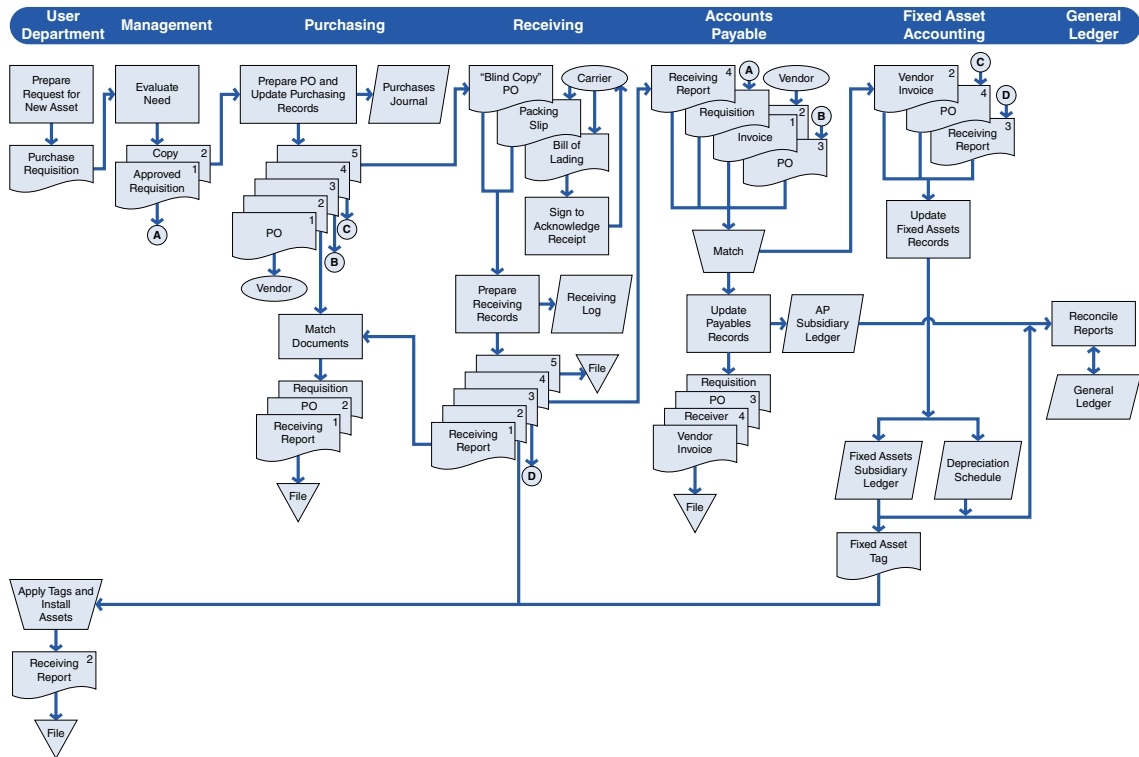 User
Department
Management
Purchasing
Receiving
Accounts
Payable
Fixed Asset
Accounting
General
Ledger
Prepare
Request for
New Asset
Purchase
Requisition
Evaluate
Need
Copy 2
Approved
Requisition 1
A
Prepare PO and
Update Purchasing
Records
Purchases
Journal
5
4
3
2
PO 1
C
B
Vendor
Match
Documents
Requisition
PO 2
Receiving
Report 1
File
"Blind Copy"
PO
Packing
Slip
Carrier
Bill of
Lading
Sign to
Acknowledge
Receipt
Prepare
Receiving
Records
Receiving
Log
5
4
3
2
Receiving
Report 1
File
D
Receiving
Report 4
A
Requisition
Vendor
2
Invoice 1
B
PO 3
Match
Update
Payables
Records
AP
Subsidiary
Ledger
Requisition
PO 3
Receiver 4
Vendor
Invoice
File
Vendor
Invoice 2
C
PO 4
D
Receiving
Report 3
Update
Fixed Assets
Records
Fixed Assets
Subsidiary
Ledger
Depreciation
Schedule
Fixed Asset
Tag
Reconcile
Reports
General
Ledger
Apply Tags and
Install
Assets
Receiving
Report 2
File